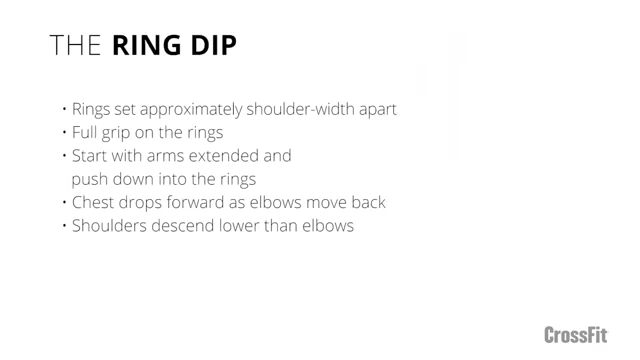 THE RING DIP
• Rings set approximately shoulder-width apart
• Full grip on the rings
• Start with arms extended and
push down into the rings
• Chest drops forward as elbows move back
• Shoulders descend lower than elbows
CrossFit